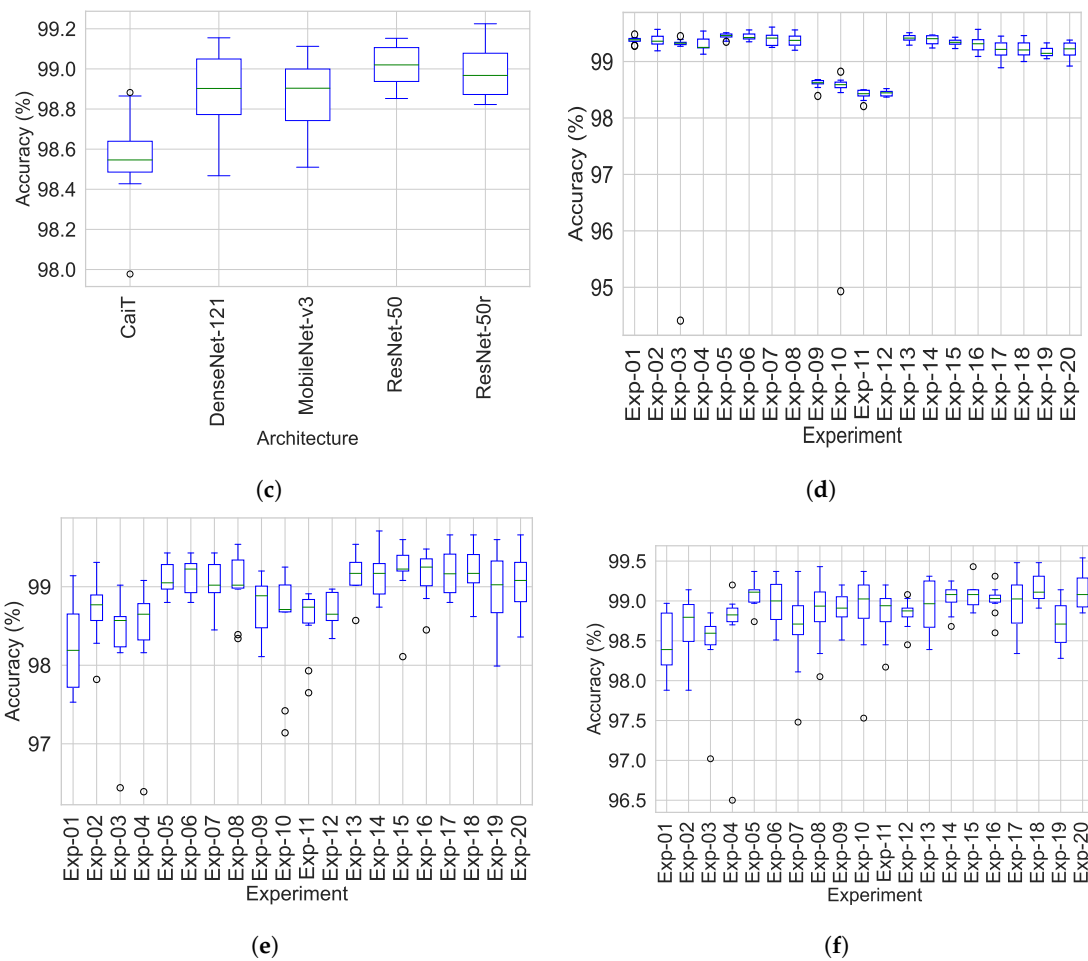 99.2
99.0
98.8
98.6
98.4
98.2
98.0
Accuracy (%)
CaiT
DenseNet-121
MobileNet-v3
ResNet-50
ResNet-50r
Architecture
(c)
99
98
97
96
95
Accuracy (%)
Exp-01
Exp-02
Exp-03
Exp-04
Exp-05
Exp-06
Exp-07
Exp-08
Exp-09
Exp-10
Exp-11
Exp-12
Exp-13
Exp-14
Exp-15
Exp-16
Exp-17
Exp-18
Exp-19
Exp-20
Experiment
(d)
99
98
97
Accuracy (%)
Exp-01
Exp-02
Exp-03
Exp-04
Exp-05
Exp-06
Exp-07
Exp-08
Exp-09
Exp-10
Exp-11
Exp-12
Exp-13
Exp-14
Exp-15
Exp-16
Exp-17
Exp-18
Exp-19
Exp-20
Experiment
(e)
99.5
99.0
98.5
98.0
97.5
97.0
96.5
Accuracy (%)
Exp-01
Exp-02
Exp-03
Exp-04
Exp-05
Exp-06
Exp-07
Exp-08
Exp-09
Exp-10
Exp-11
Exp-12
Exp-13
Exp-14
Exp-15
Exp-16
Exp-17
Exp-18
Exp-19
Exp-20
Experiment
(f)